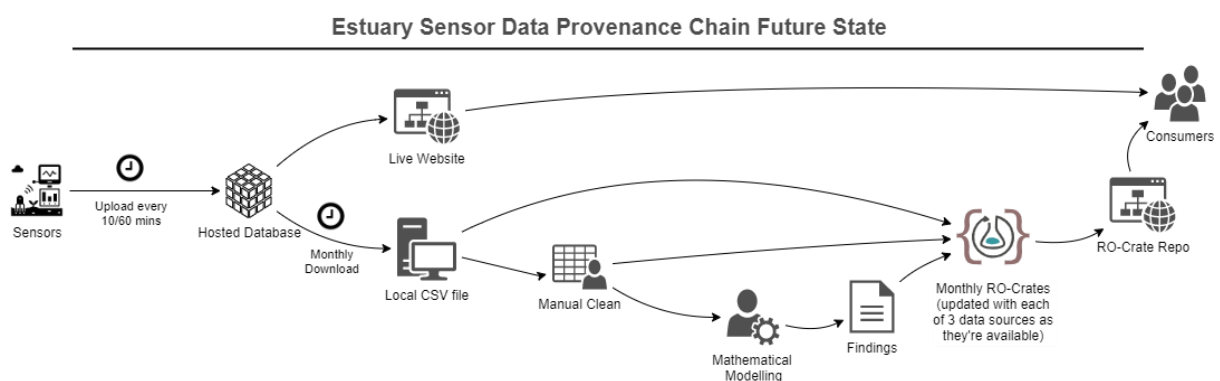 Estuary Sensor Data Provenance Chain Future State
Live Website
Consumers
Sensors
Upload every
10/60 mins
Hosted Database
Monthly
Download
Local CSV file
Manual Clean
Mathematical
Modelling
Findings
Monthly RO-Crates
(updated with each
of 3 data sources as
they're available)
RO-Crate Repo